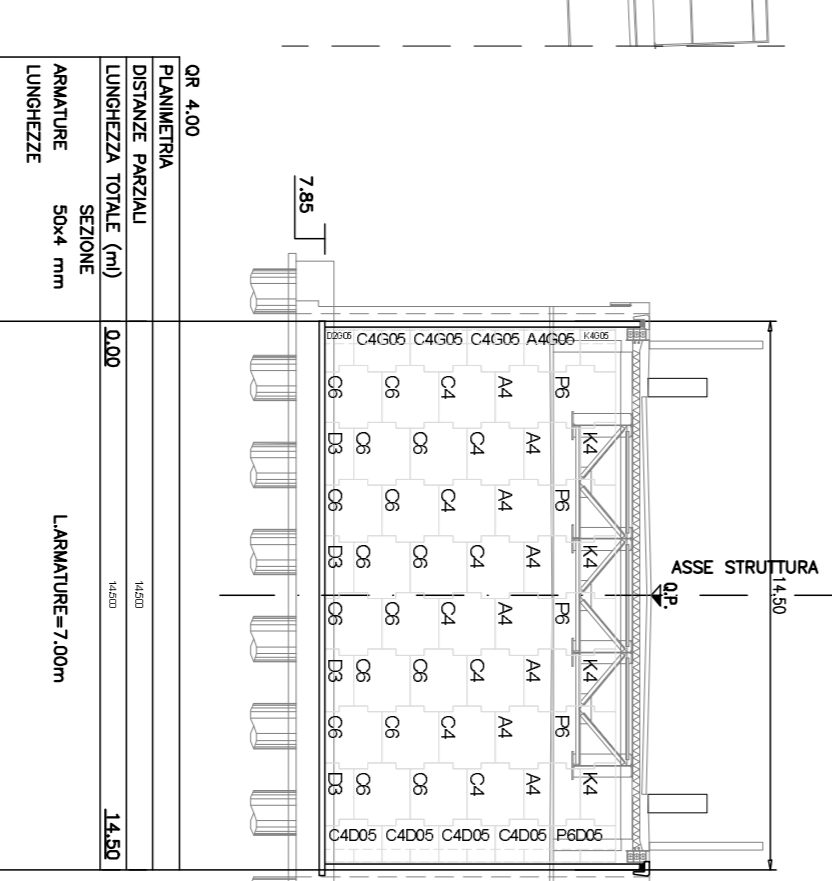 QR 4.00
PLANIMETRIA
DISTANZE PARZIALI
14.500
LUNGHEZZA TOTALE (ml)
0.00
14.500
14.50
SEZIONE
ARMATURE 50x4 mm
LUNGHEZZE
L.ARMATURE=7.00m
7.85
D2G05 C4G05 C4G05 C4G05 A4G05 K4G05
C6 C6 C4 A4 P6
D3 C6 C6 C4 A4 K4
C6 C6 C4 A4 P6
D3 C6 C6 C4 A4 K4
C6 C6 C4 A4 P6
D3 C6 C6 C4 A4 K4
C6 C6 C4 A4 P6
D3 C6 C6 C4 A4 K4
C4D05 C4D05 C4D05 C4D05 P6D05
ASSE STRUTTURA
Q.P.
14.50